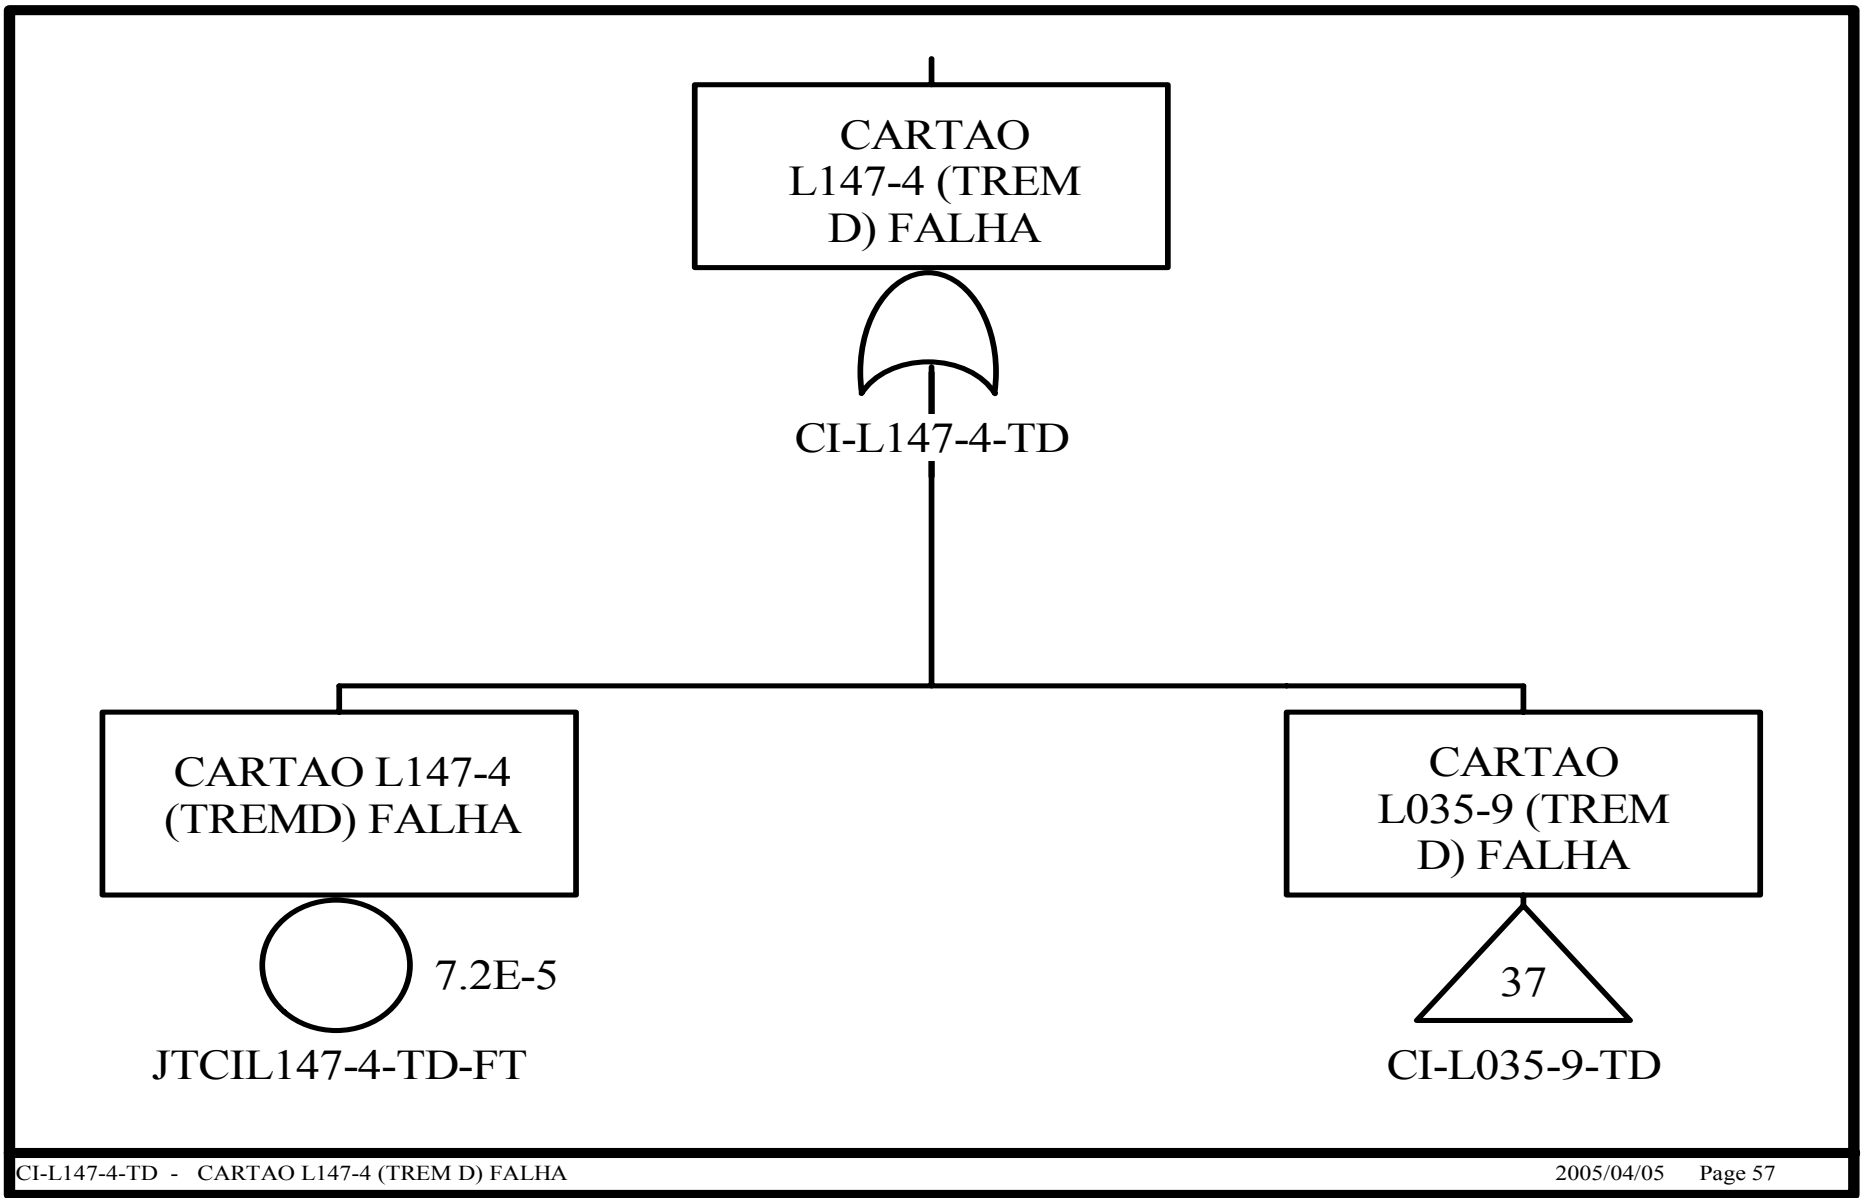 CARTAO
L147-4 (TREM
D) FALHA
CI-L147-4-TD
CARTAO L147-4
(TREMD) FALHA
7.2E-5
JTCIL147-4-TD-FT
CARTAO
L035-9 (TREM
D) FALHA
37
CI-L035-9-TD
CI-L147-4-TD - CARTAO L147-4 (TREM D) FALHA
2005/04/05 Page 57